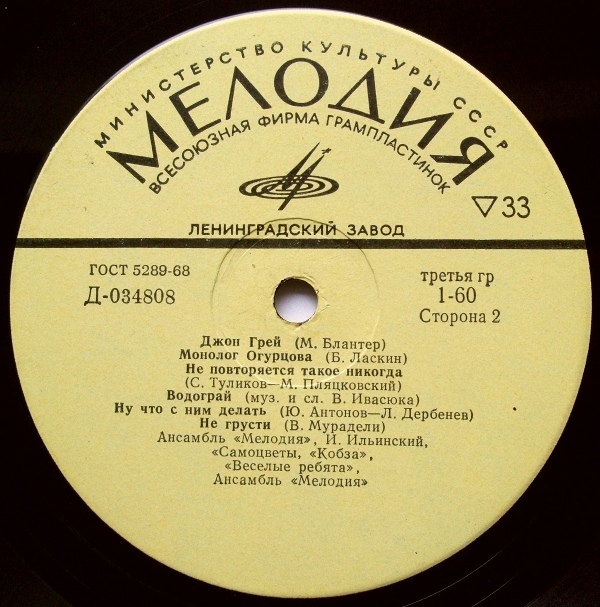 МИНИСТЕРСТВО КУЛЬТУРЫ СССР
МЕЛОДИЯ
ВСЕСОЮЗНАЯ ФИРМА ГРАМПЛАСТИНОК
▽33
ЛЕНИНГРАДСКИЙ ЗАВОД
ГОСТ 5289-68
Д-034808
третья гр
1-60
Сторона 2
Джон Грей (М. Блантер)
Монолог Огурцова (Б. Ласкин)
Не повторяется такое никогда
(С. Туликов—М. Пляцковский)
Водограй (муз. и сл. В. Ивасюка)
Ну что с ним делать (Ю. Антонов—Л. Дербенев)
Не грусти (В. Мурадели)
Ансамбль «Мелодия», И. Ильинский,
«Самоцветы, «Кобза»,
«Веселые ребята»,
Ансамбль «Мелодия»